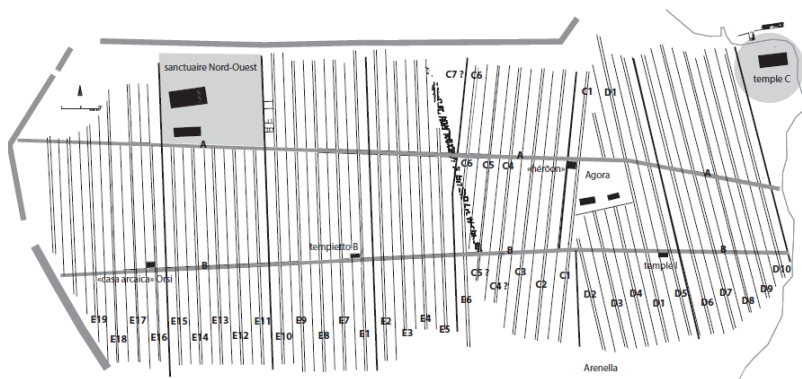 sanctuaire Nord-Ouest
temple C
C7 ?
C6
C1
D1
A
A
A
C6
C5
C4
«hérôon»
Agora
tempietto B
B
B
B
«casa arcaica» Orsi
temple I
C5 ?
C4 ?
C3
C2
C1
D10
D9
D8
D7
D6
D5
D1
D4
D3
D2
E19
E18
E17
E16
E15
E14
E13
E12
E11
E10
E9
E8
E7
E1
E2
E3
E4
E5
E6
Arenella